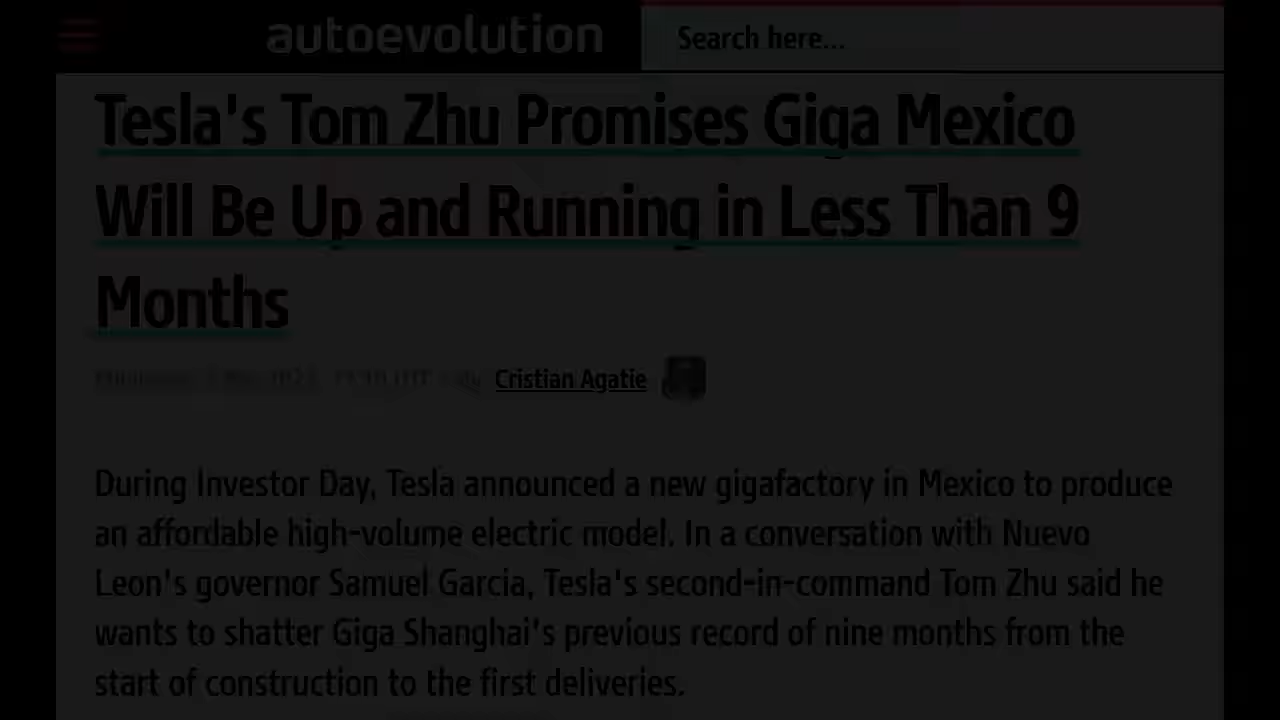 autoevolution
Search here...
Tesla's Tom Zhu Promises Giga Mexico
Will Be Up and Running in Less Than 9
Months
Cristian Agatie
During Investor Day, Tesla announced a new gigafactory in Mexico to produce
an affordable high-volume electric model. In a conversation with Nuevo
Leon's governor Samuel Garcia, Tesla's second-in-command Tom Zhu said he
wants to shatter Giga Shanghai's previous record of nine months from the
start of construction to the first deliveries.